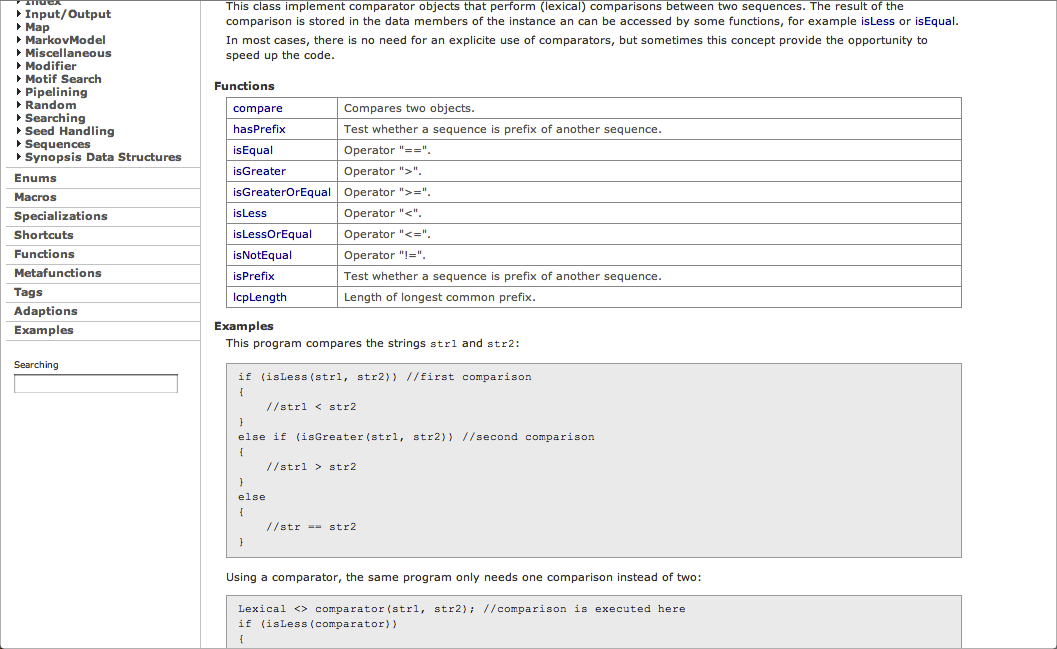 Index
Input/Output
Map
MarkovModel
Miscellaneous
Modifier
Motif Search
Pipelining
Random
Searching
Seed Handling
Sequences
Synopsis Data Structures
Enums
Macros
Specializations
Shortcuts
Functions
Metafunctions
Tags
Adaptions
Examples
Searching
This class implement comparator objects that perform (lexical) comparisons between two sequences. The result of the
comparison is stored in the data members of the instance an can be accessed by some functions, for example isLess or isEqual.
In most cases, there is no need for an explicite use of comparators, but sometimes this concept provide the opportunity to
speed up the code.
Functions
compare Compares two objects.
hasPrefix Test whether a sequence is prefix of another sequence.
isEqual Operator "==".
isGreater Operator ">".
isGreaterOrEqual Operator ">=".
isLess Operator "<".
isLessOrEqual Operator "<=".
isNotEqual Operator "!=".
isPrefix Test whether a sequence is prefix of another sequence.
lcpLength Length of longest common prefix.
Examples
This program compares the strings str1 and str2:
if (isLess(str1, str2)) //first comparison
{
    //str1 < str2
}
else if (isGreater(str1, str2)) //second comparison
{
    //str1 > str2
}
else
{
    //str == str2
}
Using a comparator, the same program only needs one comparison instead of two:
Lexical <> comparator(str1, str2); //comparison is executed here
if (isLess(comparator))
{